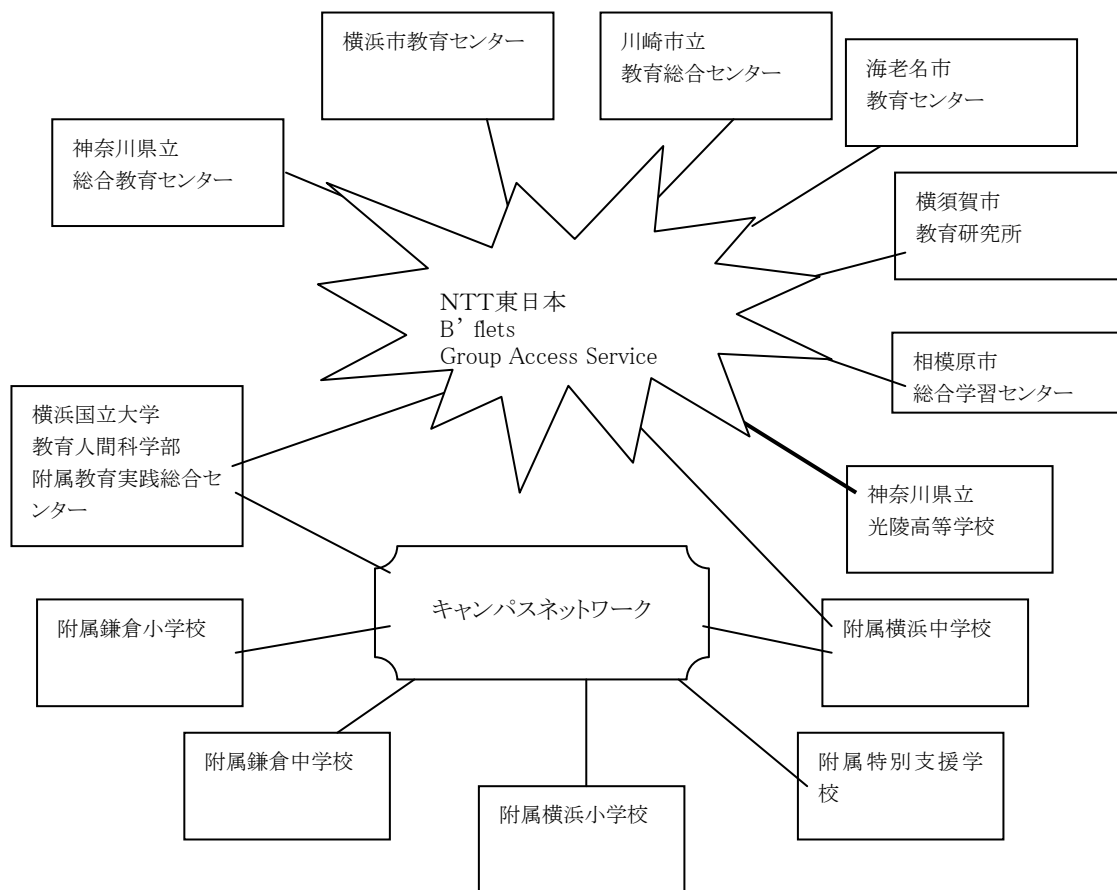 横浜市教育センター
川崎市立
教育総合センター
海老名市
教育センター
神奈川県立
総合教育センター
横須賀市
教育研究所
NTT東日本
B’ flets
Group Access Service
相模原市
総合学習センター
横浜国立大学
教育人間科学部
附属教育実践総合セ
ンター
神奈川県立
光陵高等学校
キャンパスネットワーク
附属鎌倉小学校
附属横浜中学校
附属鎌倉中学校
附属特別支援学
校
附属横浜小学校